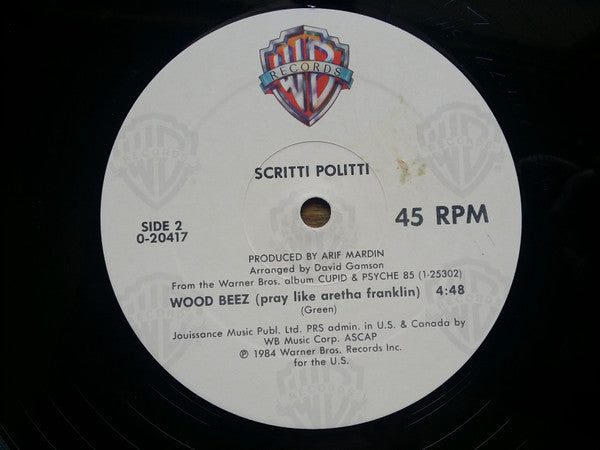 WB
RECORDS
SCRITTI POLITTI
SIDE 2
0-20417
45 RPM
PRODUCED BY ARIF MARDIN
Arranged by David Gamson
From the Warner Bros. album CUPID & PSYCHE 85 (1-25302)
WOOD BEEZ (pray like aretha franklin) 4:48
(Green)
Jouissance Music Publ. Ltd. PRS admin. in U.S. & Canada by
WB Music Corp. ASCAP
℗ 1984 Warner Bros. Records Inc.
for the U.S.